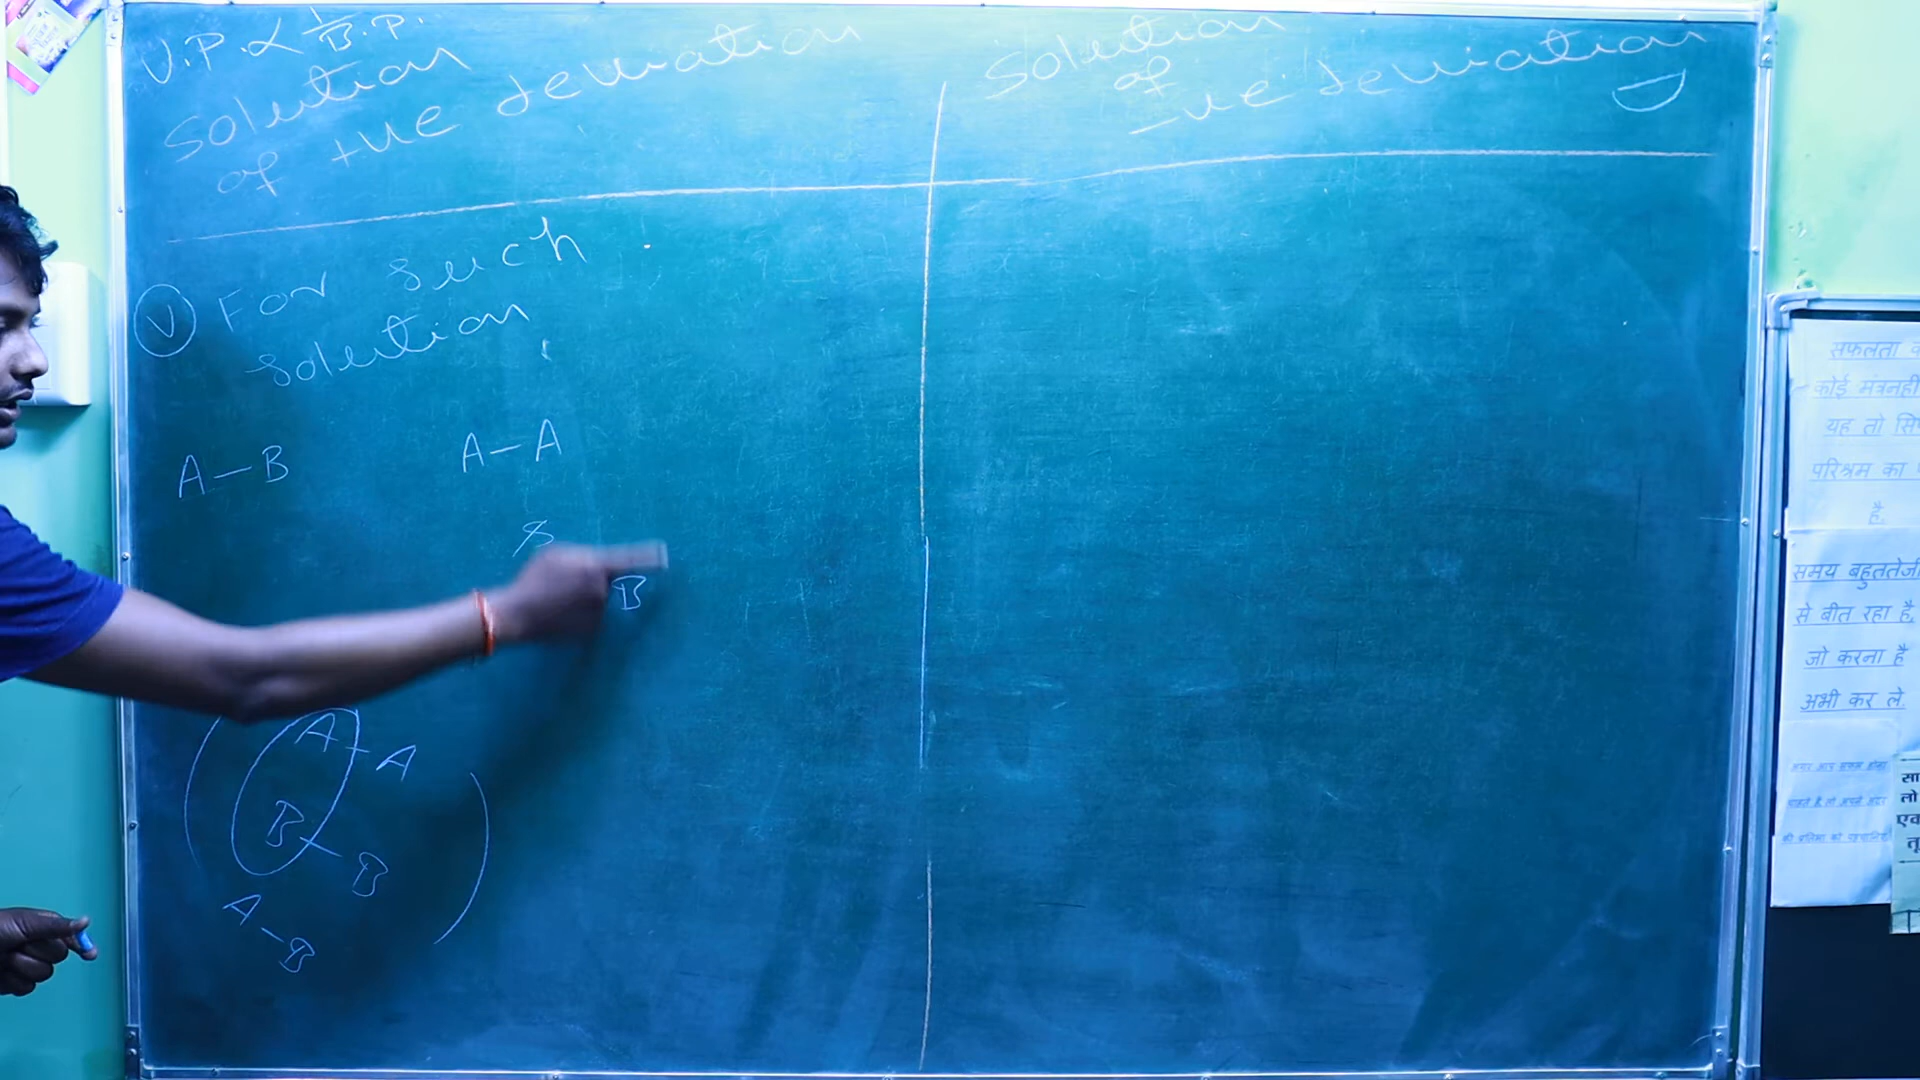 V.P. ∝ 1/B.P.
Solution
of +ve deviation
Solution
of
-ve deviation
(V) For such
solution
A-B
A-A
&
B
A-A
B-B
A-B
सफलता
कोई मंत्र नही
यह तो
परिश्रम का
है.
समय बहुत तेजी
से बीत रहा है,
जो करना है
अभी कर ले.